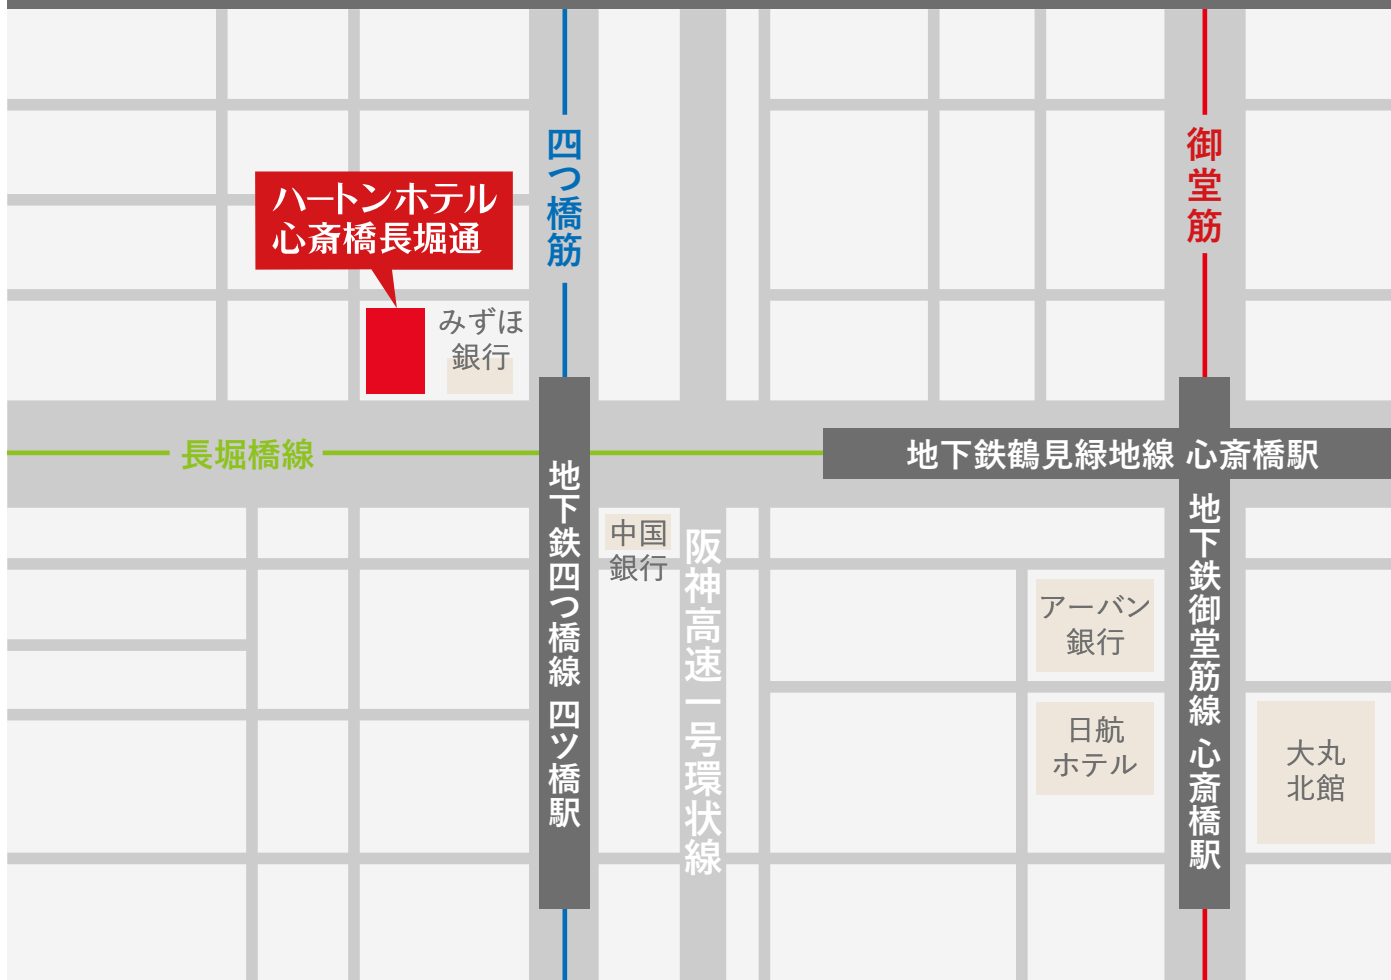 四つ橋筋
御堂筋
ハートンホテル
心斎橋長堀通
みずほ
銀行
長堀橋線
地下鉄鶴見緑地線 心斎橋駅
地下鉄四つ橋線 四ツ橋駅
中国
銀行
阪神高速一号環状線
地下鉄御堂筋線 心斎橋駅
アーバン
銀行
日航
ホテル
大丸
北館